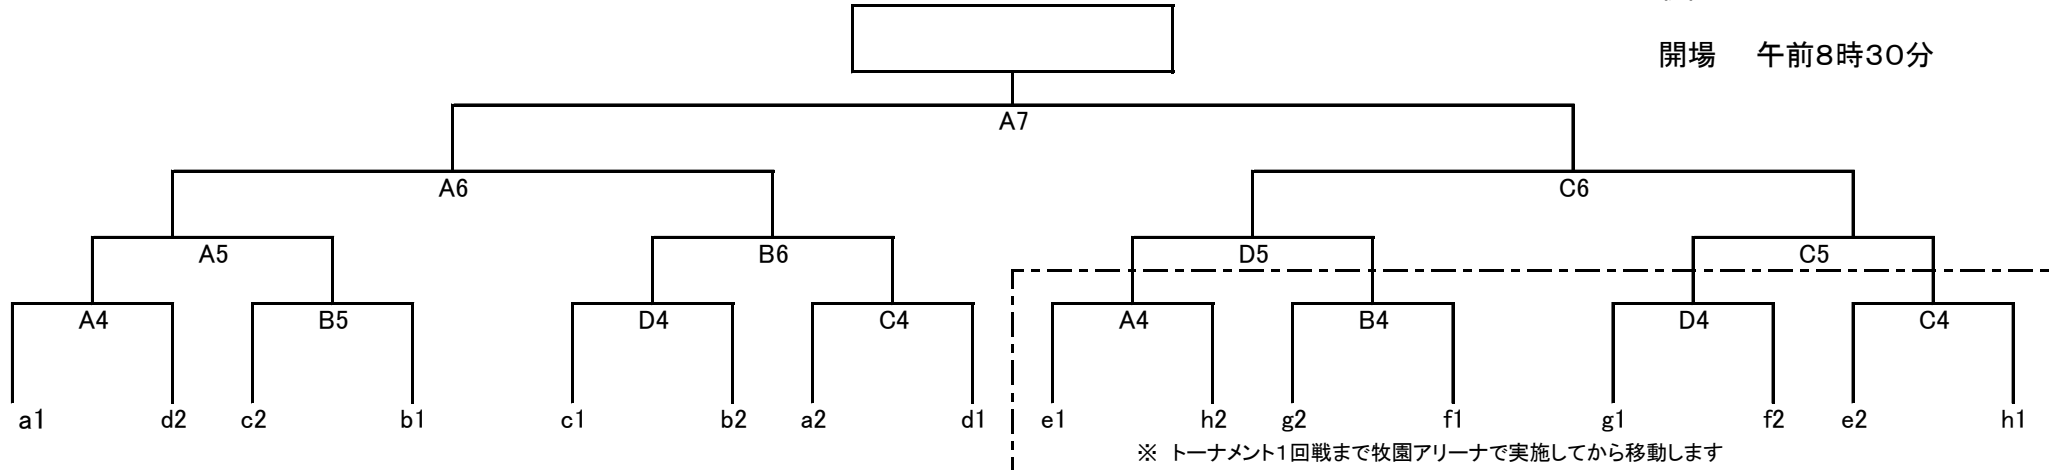 開場　午前8時30分
A7
A6 C6
A5 B6 D5 C5
A4 B5 D4 C4 A4 B4 D4 C4
a1 d2 c2 b1 c1 b2 a2 d1 e1 h2 g2 f1 g1 f2 e2 h1
※ トーナメント1回戦まで牧園アリーナで実施してから移動します